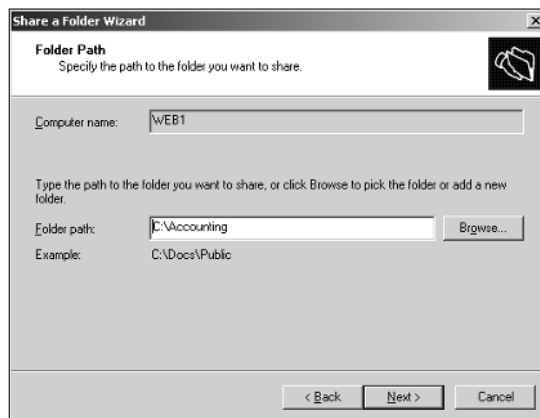 Share a Folder Wizard
Folder Path
Specify the path to the folder you want to share.
Computer name: WEB1
Type the path to the folder you want to share, or click Browse to pick the folder or add a new
folder.
Folder path: C:\Accounting Browse...
Example: C:\Docs\Public
< Back Next > Cancel